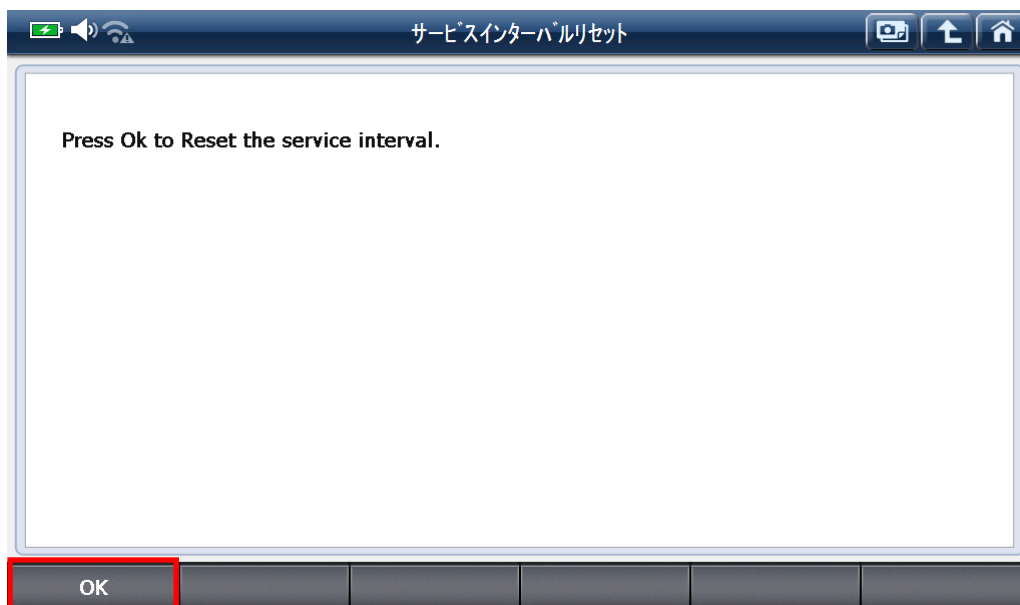 サービスインターバルリセット
Press Ok to Reset the service interval.
OK